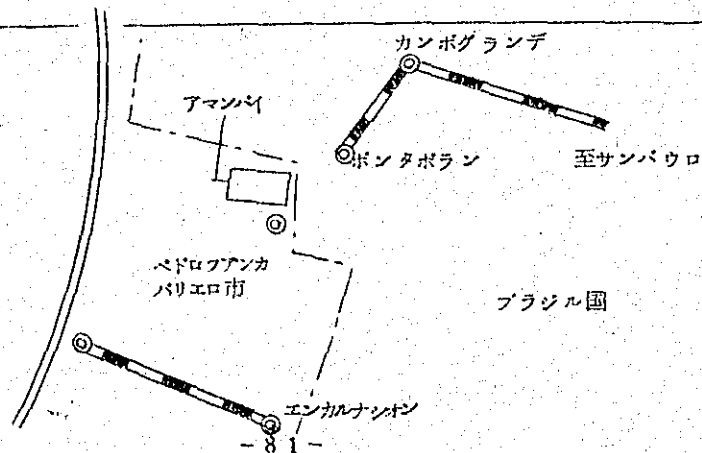 カンボグランデ
アマンバイ
ポンタポラン
至サンパウロ
ペドロファンカ
バリエロ市
ブラジル国
エンカルナシオン
- 81 -